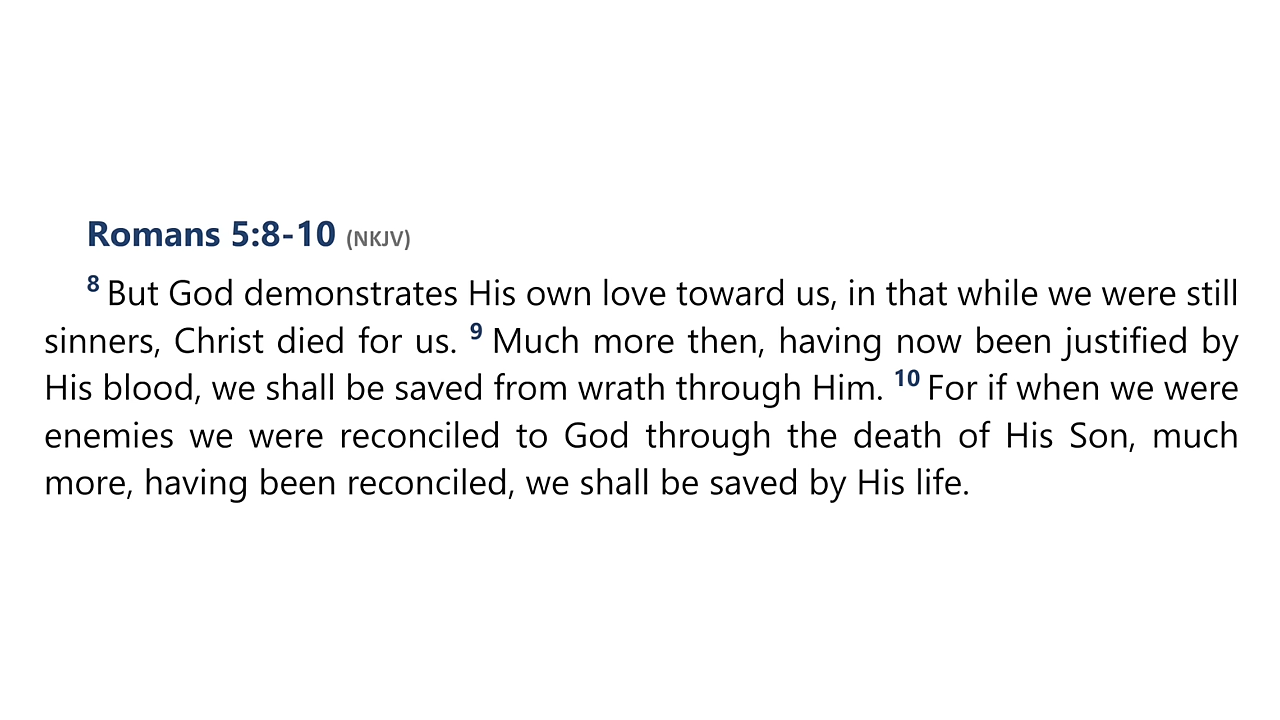 Romans 5:8-10 (NKJV)
8 But God demonstrates His own love toward us, in that while we were still
sinners, Christ died for us. 9 Much more then, having now been justified by
His blood, we shall be saved from wrath through Him. 10 For if when we were
enemies we were reconciled to God through the death of His Son, much
more, having been reconciled, we shall be saved by His life.